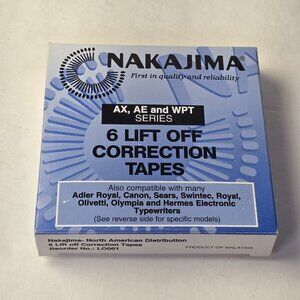 NAKAJIMA®
First in quality and reliability
AX, AE and WPT
SERIES
6 LIFT OFF
CORRECTION
TAPES
Also compatible with many
Adler Royal, Canon, Sears, Swintec, Royal,
Olivetti, Olympia and Hermes Electronic
Typewriters
(See reverse side for specific models)
Nakajima- North American Distribution
6 Lift off Correction Tapes
Reorder No.: LO001
PRODUCT OF MALAYSIA